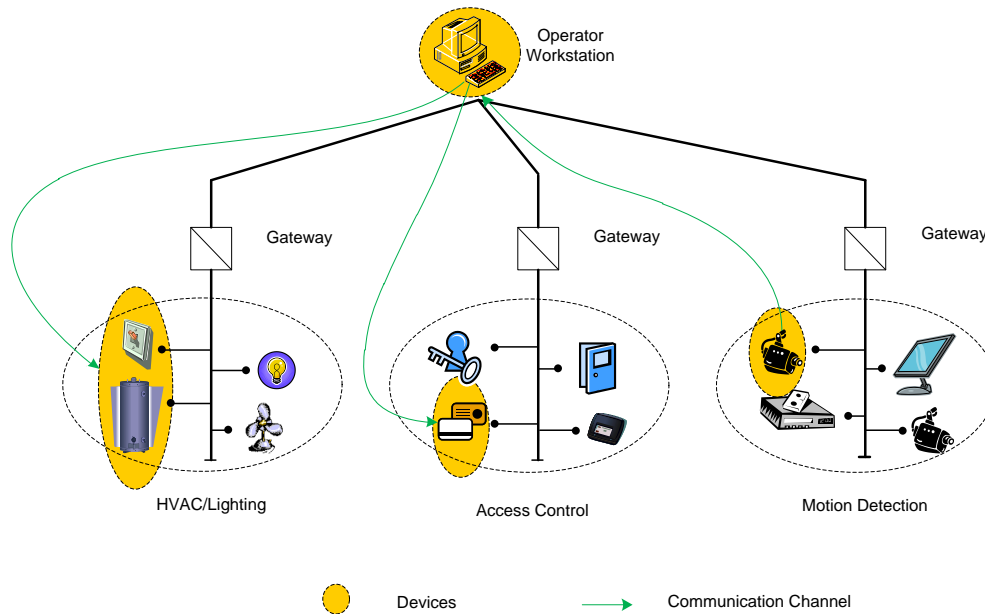 Operator
Workstation
Gateway
Gateway
Gateway
HVAC/Lighting
Access Control
Motion Detection
Devices
Communication Channel